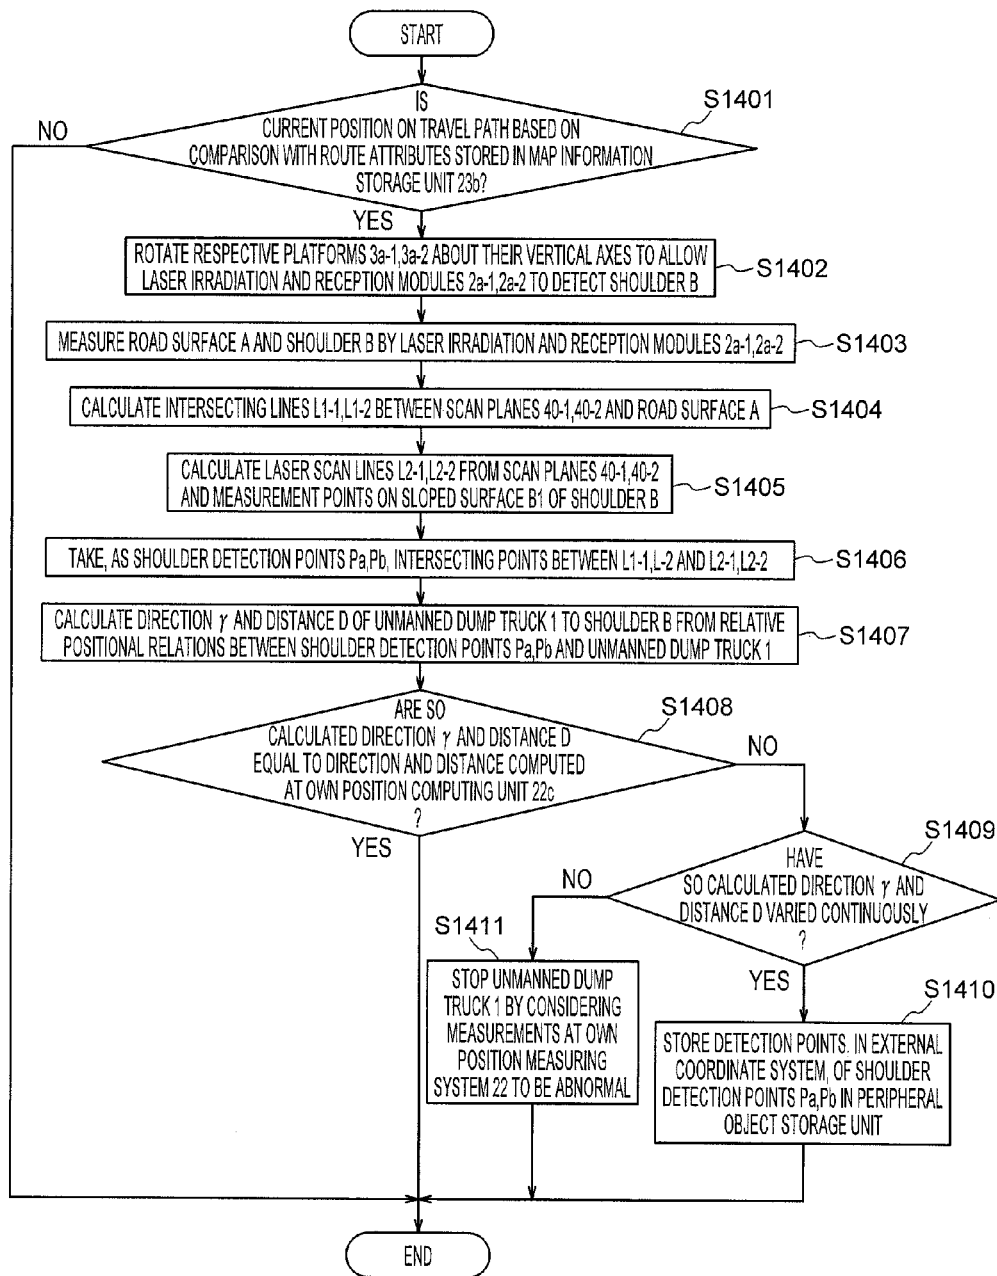 START
IS
CURRENT POSITION ON TRAVEL PATH BASED ON
COMPARISON WITH ROUTE ATTRIBUTES STORED IN MAP INFORMATION
STORAGE UNIT 23b?
S1401
NO
YES
ROTATE RESPECTIVE PLATFORMS 3a-1,3a-2 ABOUT THEIR VERTICAL AXES TO ALLOW
LASER IRRADIATION AND RECEPTION MODULES 2a-1,2a-2 TO DETECT SHOULDER B
S1402
MEASURE ROAD SURFACE A AND SHOULDER B BY LASER IRRADIATION AND RECEPTION MODULES 2a-1,2a-2
S1403
CALCULATE INTERSECTING LINES L1-1,L1-2 BETWEEN SCAN PLANES 40-1,40-2 AND ROAD SURFACE A
S1404
CALCULATE LASER SCAN LINES L2-1,L2-2 FROM SCAN PLANES 40-1,40-2
AND MEASUREMENT POINTS ON SLOPED SURFACE B1 OF SHOULDER B
S1405
TAKE, AS SHOULDER DETECTION POINTS Pa,Pb, INTERSECTING POINTS BETWEEN L1-1,L-2 AND L2-1,L2-2
S1406
CALCULATE DIRECTION γ AND DISTANCE D OF UNMANNED DUMP TRUCK 1 TO SHOULDER B FROM RELATIVE
POSITIONAL RELATIONS BETWEEN SHOULDER DETECTION POINTS Pa,Pb AND UNMANNED DUMP TRUCK 1
S1407
ARE SO
CALCULATED DIRECTION γ AND DISTANCE D
EQUAL TO DIRECTION AND DISTANCE COMPUTED
AT OWN POSITION COMPUTING UNIT 22c
?
S1408
NO
YES
HAVE
SO CALCULATED DIRECTION γ AND
DISTANCE D VARIED CONTINUOUSLY
?
S1409
NO
YES
S1411
STOP UNMANNED DUMP
TRUCK 1 BY CONSIDERING
MEASUREMENTS AT OWN
POSITION MEASURING
SYSTEM 22 TO BE ABNORMAL
S1410
STORE DETECTION POINTS. IN EXTERNAL
COORDINATE SYSTEM, OF SHOULDER
DETECTION POINTS Pa,Pb IN PERIPHERAL
OBJECT STORAGE UNIT
END